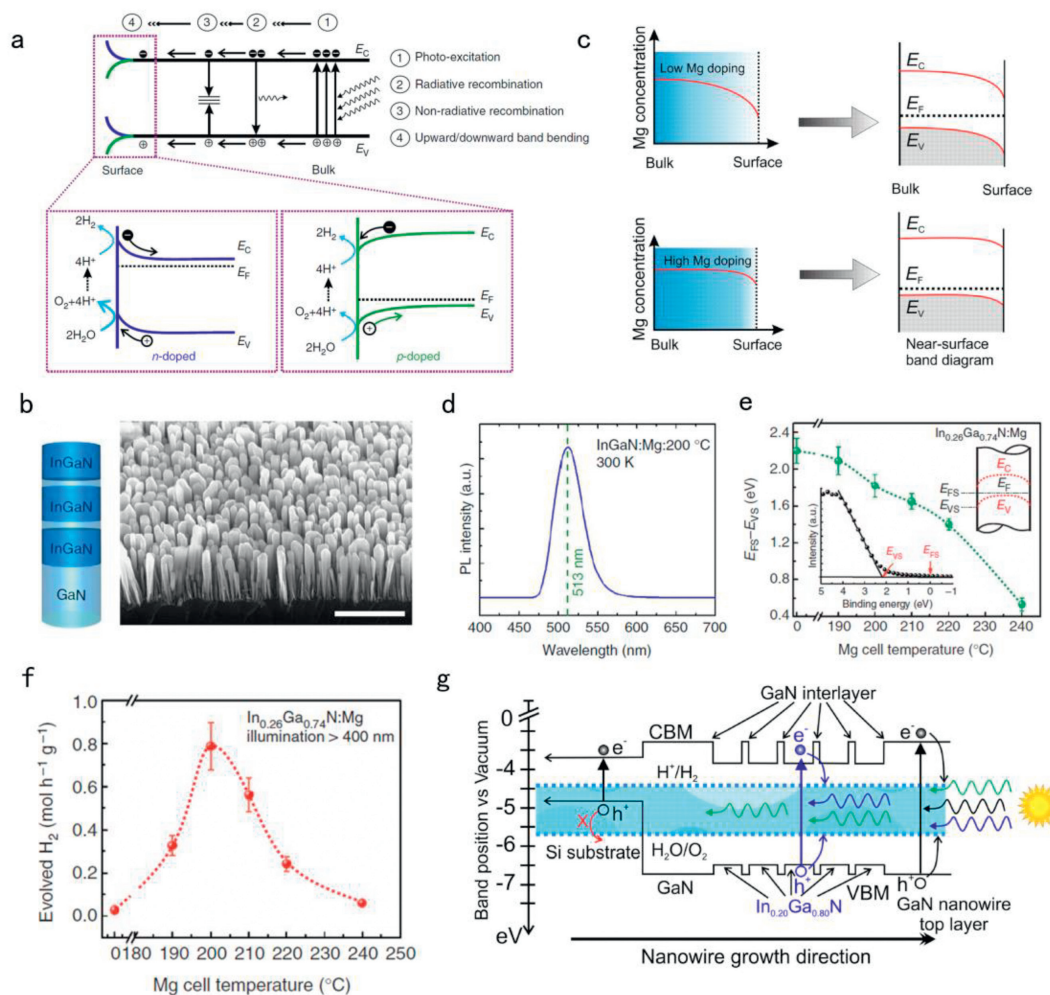 a
④ ③ ② ①
E_C
E_V
Surface
Bulk
① Photo-excitation
② Radiative recombination
③ Non-radiative recombination
④ Upward/downward band bending
2H₂
4H⁺
O₂+4H⁺
2H₂O
E_C
E_F
E_V
n-doped
2H₂
4H⁺
O₂+4H⁺
2H₂O
E_C
E_F
E_V
p-doped
c
Mg concentration
Low Mg doping
Bulk
Surface
E_C
E_F
E_V
Bulk
Surface
Mg concentration
High Mg doping
Bulk
Surface
E_C
E_F
E_V
Near-surface
band diagram
b
InGaN
InGaN
InGaN
GaN
d
PL intensity (a.u.)
InGaN:Mg:200 °C
300 K
513 nm
400 450 500 550 600 650 700
Wavelength (nm)
e
E_FS–E_VS (eV)
2.4
2.0
1.6
1.2
0.8
0.4
In₀.₂₆Ga₀.₇₄N:Mg
E_C
E_F
E_V
E_FS
E_VS
Intensity (a.u.)
E_VS
E_FS
5 4 3 2 1 0 −1
Binding energy (eV)
0 190 200 210 220 230 240
Mg cell temperature (°C)
f
Evolved H₂ (mol h⁻¹ g⁻¹)
1.0
0.8
0.6
0.4
0.2
0.0
In₀.₂₆Ga₀.₇₄N:Mg
illumination > 400 nm
0 180 190 200 210 220 230 240 250
Mg cell temperature (°C)
g
Band position vs Vacuum
0
-4
-5
-6
-7
eV
GaN interlayer
CBM
e⁻
e⁻
e⁻
H⁺/H₂
h⁺
X
Si substrate
H₂O/O₂
GaN
h⁺
VBM
In₀.₂₀Ga₀.₈₀N
h⁺
GaN nanowire
top layer
Nanowire growth direction